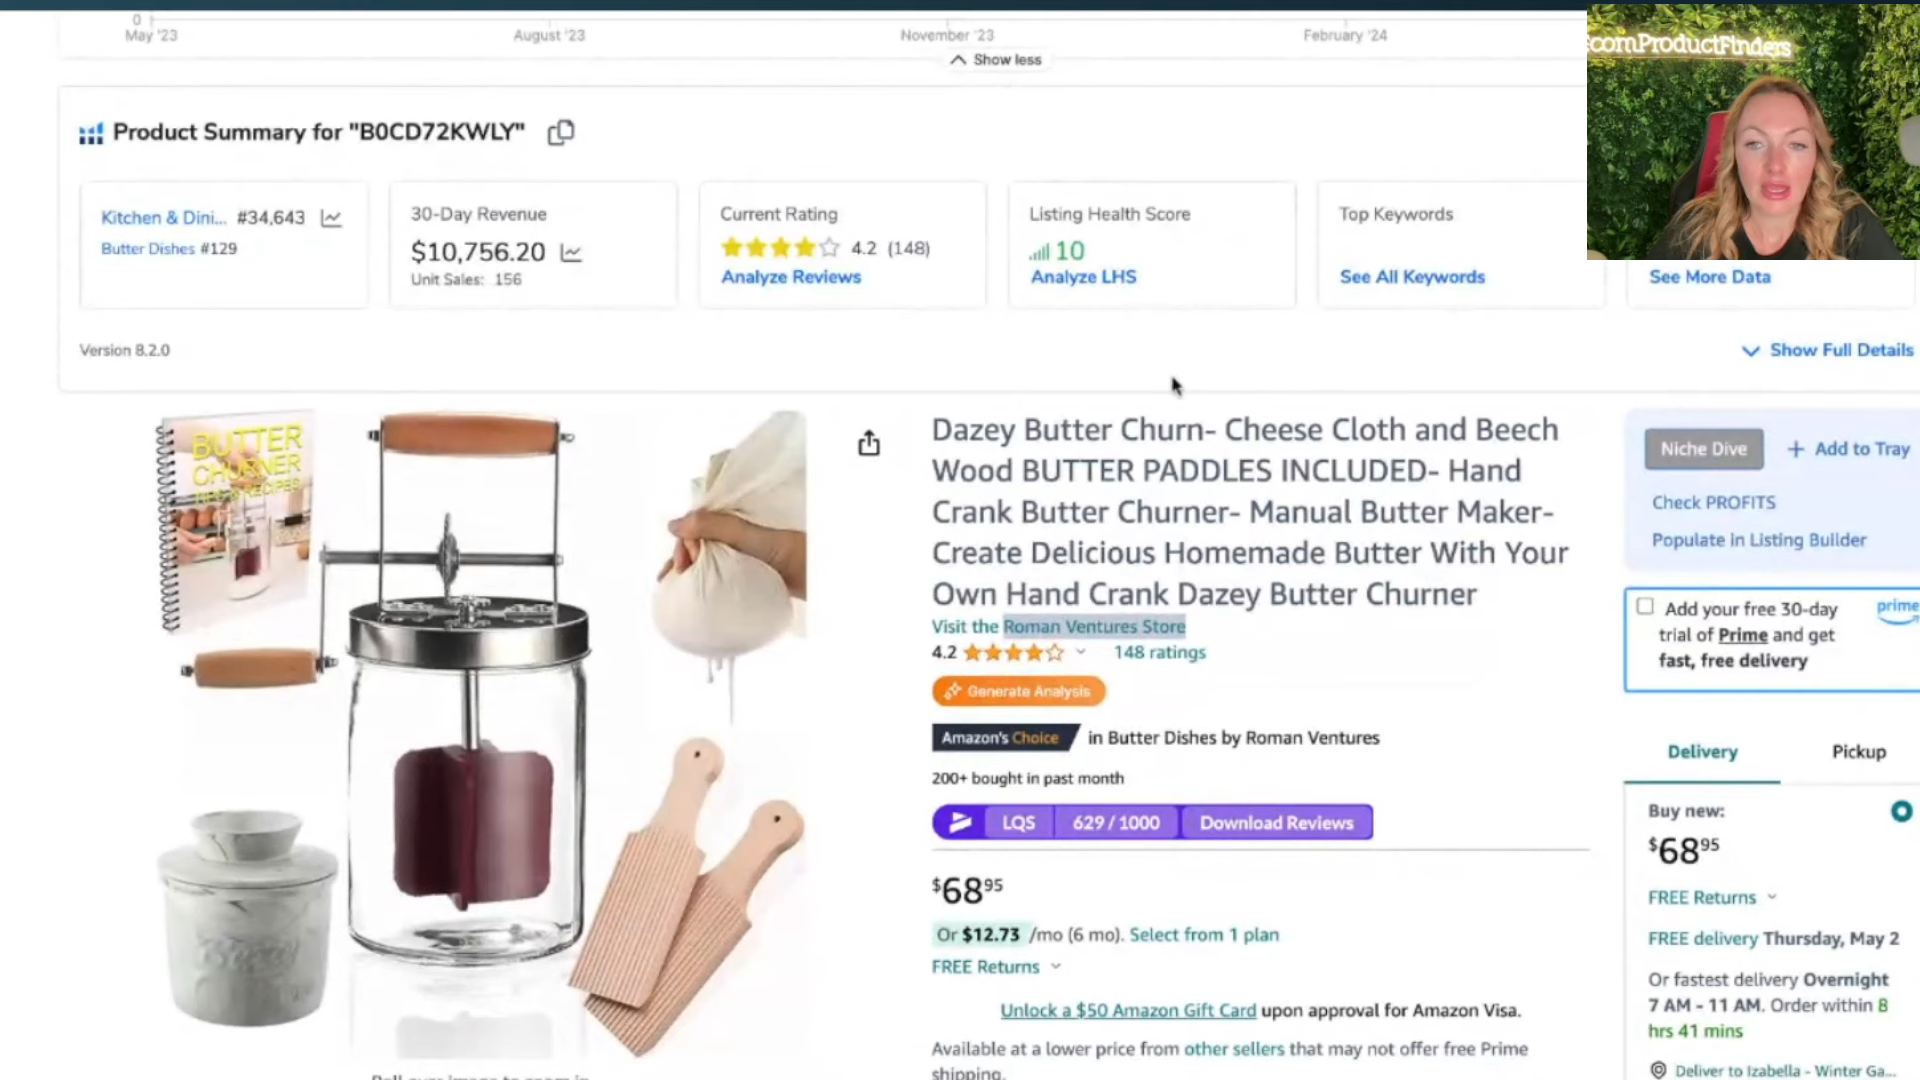 0
May '23
August '23
November '23
February '24
Show less
comProductFinders
Product Summary for "B0CD72KWLY"
Kitchen & Dini... #34,643
Butter Dishes #129
30-Day Revenue
$10,756.20
Unit Sales: 156
Current Rating
4.2 (148)
Analyze Reviews
Listing Health Score
10
Analyze LHS
Top Keywords
See All Keywords
See More Data
Version 8.2.0
Show Full Details
BUTTER
CHURNER
Dazey Butter Churn- Cheese Cloth and Beech
Wood BUTTER PADDLES INCLUDED- Hand
Crank Butter Churner- Manual Butter Maker-
Create Delicious Homemade Butter With Your
Own Hand Crank Dazey Butter Churner
Visit the Roman Ventures Store
4.2
148 ratings
Generate Analysis
Amazon's Choice in Butter Dishes by Roman Ventures
200+ bought in past month
LQS 629 / 1000 Download Reviews
$68 95
Or $12.73 /mo (6 mo). Select from 1 plan
FREE Returns
Unlock a $50 Amazon Gift Card upon approval for Amazon Visa.
Available at a lower price from other sellers that may not offer free Prime
shipping.
Niche Dive
+ Add to Tray
Check PROFITS
Populate in Listing Builder
Add your free 30-day
trial of Prime and get
fast, free delivery
prime
Delivery
Pickup
Buy new:
$68 95
FREE Returns
FREE delivery Thursday, May 2
Or fastest delivery Overnight
7 AM - 11 AM. Order within 8
hrs 41 mins
Deliver to Izabella - Winter Ga...